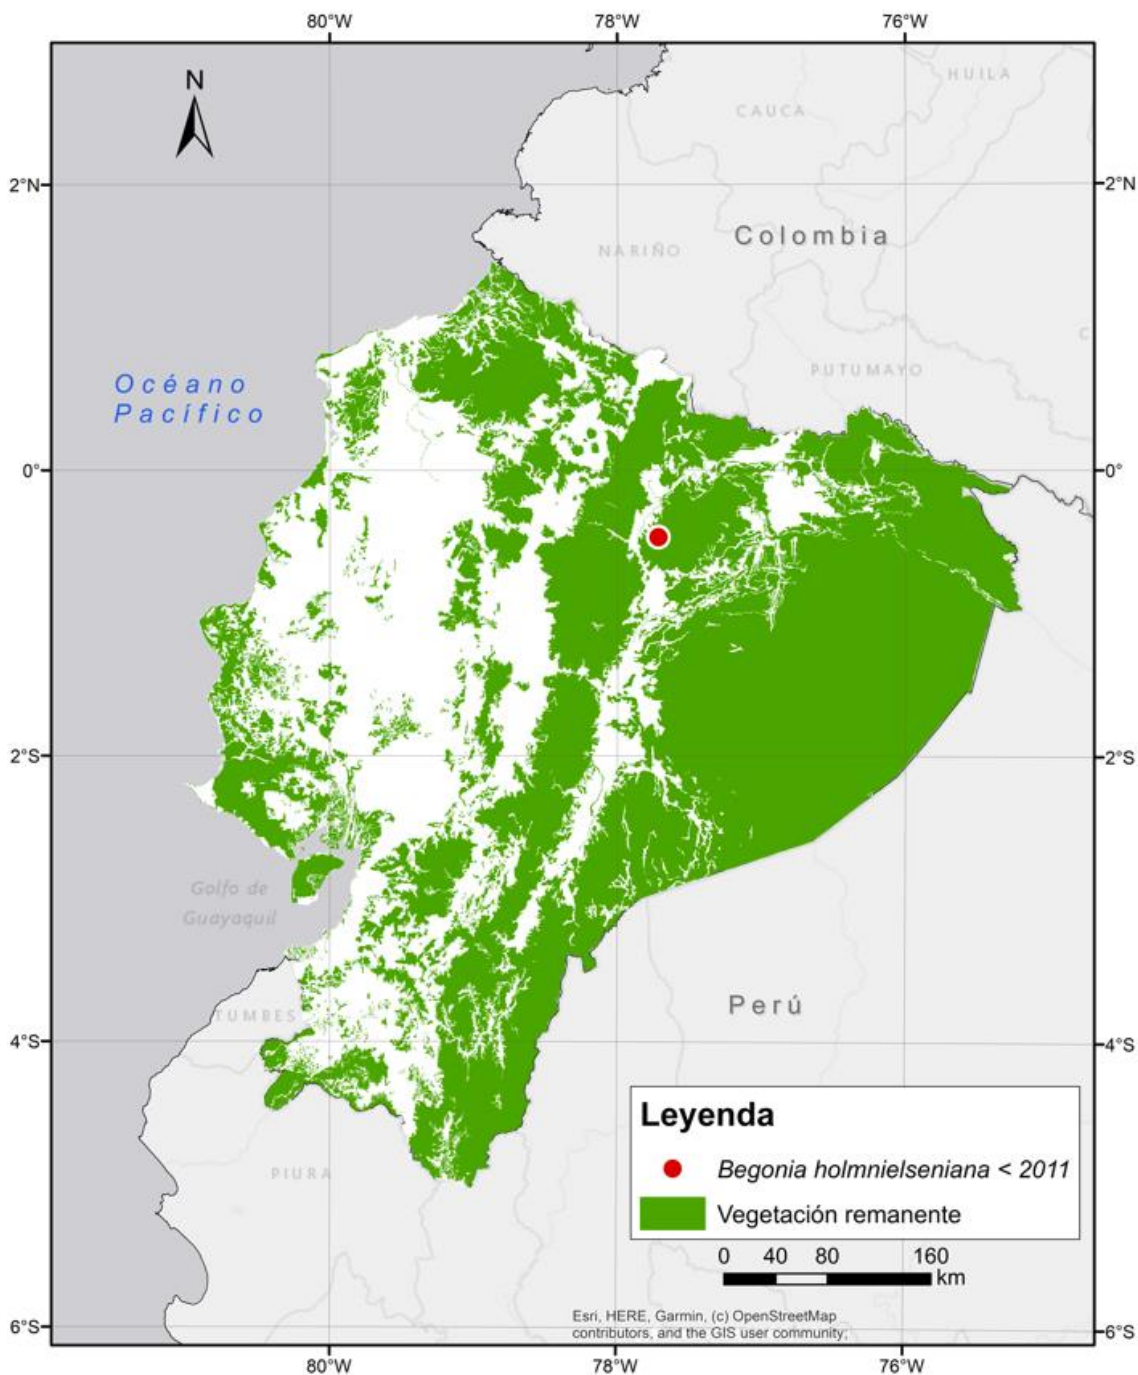 80°W 78°W 76°W
N
HUILA
CAUCA
2°N 2°N
Colombia
NARIÑO
PUTUMAYO
Océano
Pacífico
C
0° 0°
2°S 2°S
Golfo de
Guayaquil
Perú
TUMBES
4°S 4°S
Leyenda
Begonia holmnielseniana < 2011
Vegetación remanente
PIURA
0 40 80 160
km
Esri, HERE, Garmin, (c) OpenStreetMap
contributors, and the GIS user community;
6°S 6°S
80°W 78°W 76°W